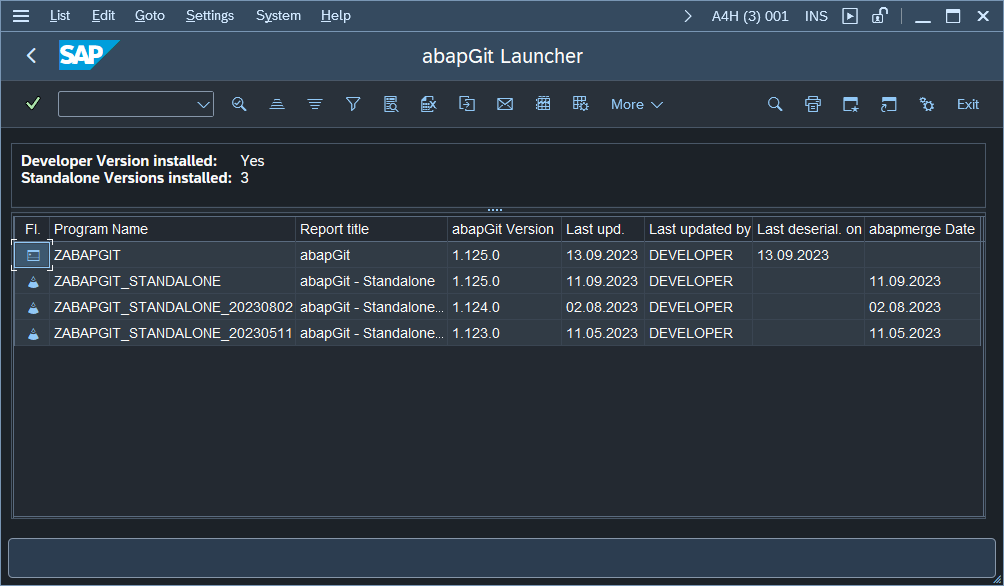 List Edit Goto Settings System Help A4H (3) 001 INS
SAP abapGit Launcher
More Exit
Developer Version installed: Yes
Standalone Versions installed: 3
Fl. Program Name Report title abapGit Version Last upd. Last updated by Last deserial. on abapmerge Date
ZABAPGIT abapGit 1.125.0 13.09.2023 DEVELOPER 13.09.2023
ZABAPGIT_STANDALONE abapGit - Standalone 1.125.0 11.09.2023 DEVELOPER 11.09.2023
ZABAPGIT_STANDALONE_20230802 abapGit - Standalone... 1.124.0 02.08.2023 DEVELOPER 02.08.2023
ZABAPGIT_STANDALONE_20230511 abapGit - Standalone... 1.123.0 11.05.2023 DEVELOPER 11.05.2023